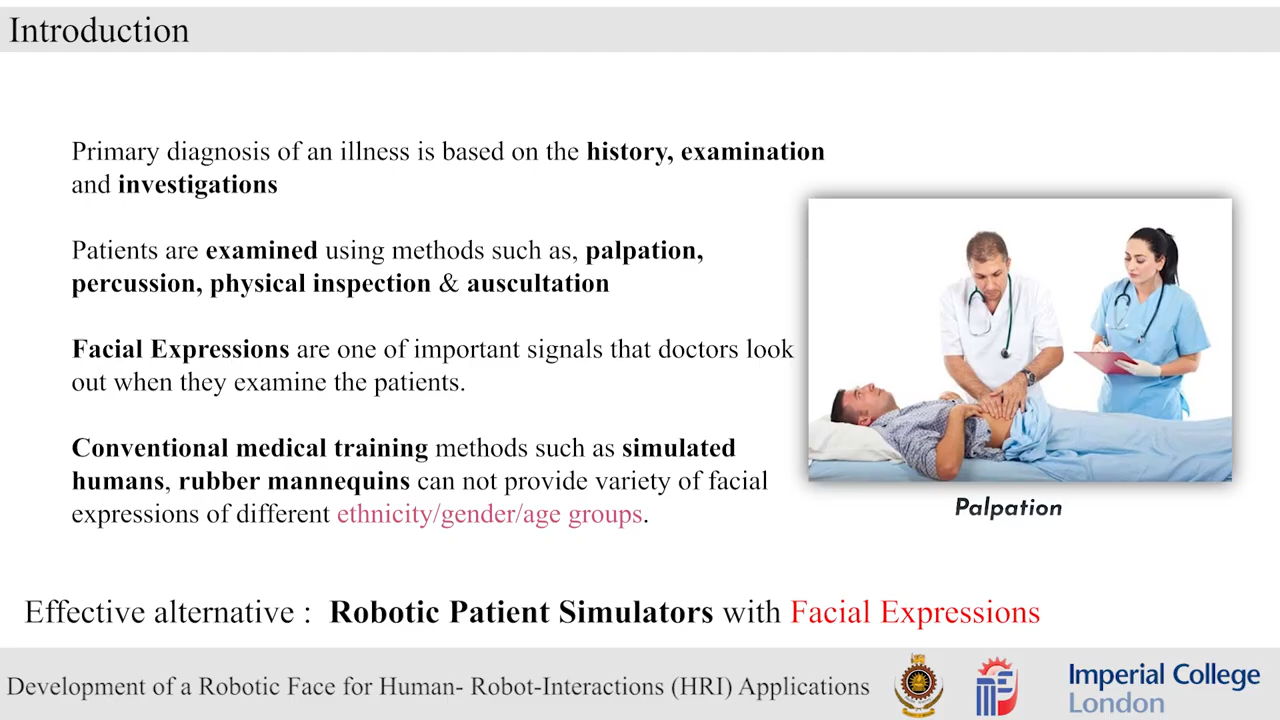 Introduction
Primary diagnosis of an illness is based on the history, examination
and investigations
Patients are examined using methods such as, palpation,
percussion, physical inspection & auscultation
Facial Expressions are one of important signals that doctors look
out when they examine the patients.
Conventional medical training methods such as simulated
humans, rubber mannequins can not provide variety of facial
expressions of different ethnicity/gender/age groups.
Palpation
Effective alternative : Robotic Patient Simulators with Facial Expressions
Development of a Robotic Face for Human- Robot-Interactions (HRI) Applications
Imperial College
London